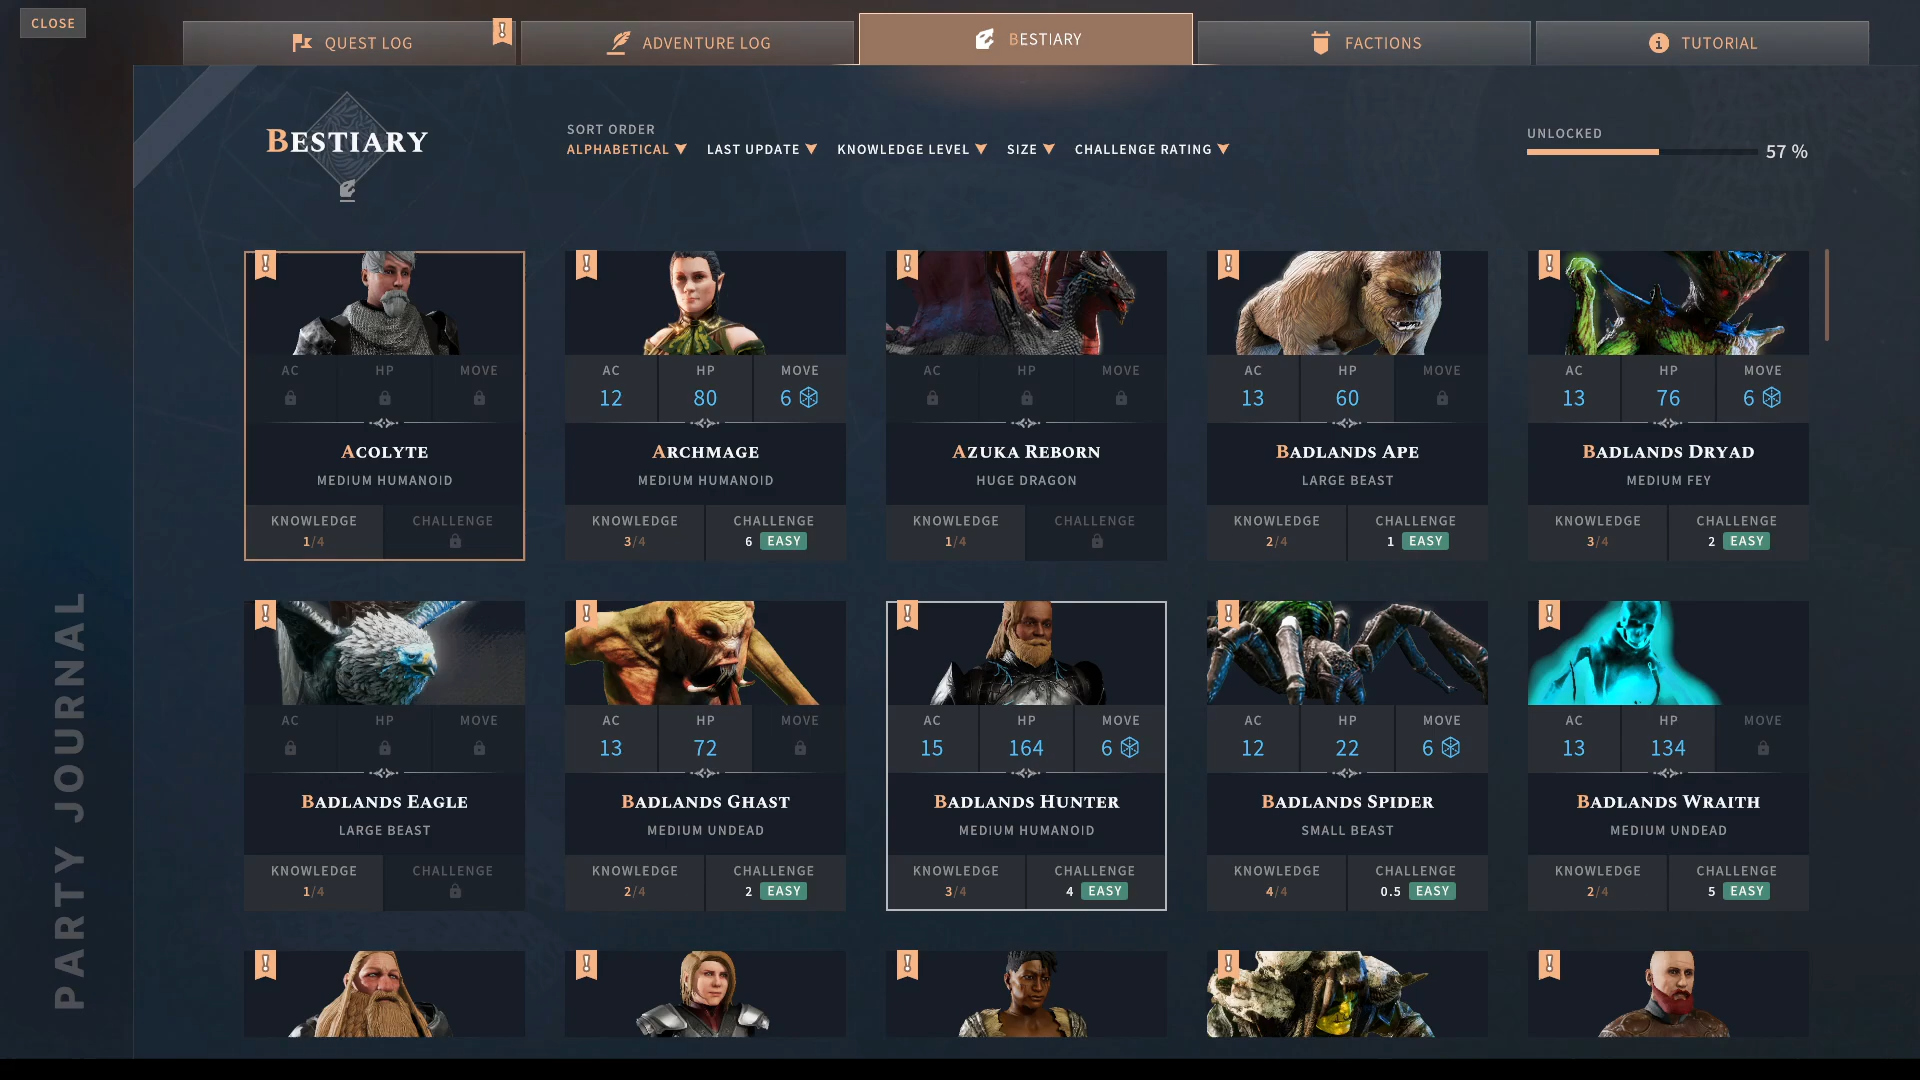 CLOSE
QUEST LOG
ADVENTURE LOG
BESTIARY
FACTIONS
TUTORIAL
BESTIARY
SORT ORDER
ALPHABETICAL
LAST UPDATE
KNOWLEDGE LEVEL
SIZE
CHALLENGE RATING
UNLOCKED
57 %
AC HP MOVE
ACOLYTE
MEDIUM HUMANOID
KNOWLEDGE CHALLENGE
1/4
AC HP MOVE
12 80 6
ARCHMAGE
MEDIUM HUMANOID
KNOWLEDGE CHALLENGE
3/4 6 EASY
AC HP MOVE
AZUKA REBORN
HUGE DRAGON
KNOWLEDGE CHALLENGE
1/4
AC HP MOVE
13 60
BADLANDS APE
LARGE BEAST
KNOWLEDGE CHALLENGE
2/4 1 EASY
AC HP MOVE
13 76 6
BADLANDS DRYAD
MEDIUM FEY
KNOWLEDGE CHALLENGE
3/4 2 EASY
AC HP MOVE
BADLANDS EAGLE
LARGE BEAST
KNOWLEDGE CHALLENGE
1/4
AC HP MOVE
13 72
BADLANDS GHAST
MEDIUM UNDEAD
KNOWLEDGE CHALLENGE
2/4 2 EASY
AC HP MOVE
15 164 6
BADLANDS HUNTER
MEDIUM HUMANOID
KNOWLEDGE CHALLENGE
3/4 4 EASY
AC HP MOVE
12 22 6
BADLANDS SPIDER
SMALL BEAST
KNOWLEDGE CHALLENGE
4/4 0.5 EASY
AC HP MOVE
13 134
BADLANDS WRAITH
MEDIUM UNDEAD
KNOWLEDGE CHALLENGE
2/4 5 EASY
PARTY JOURNAL